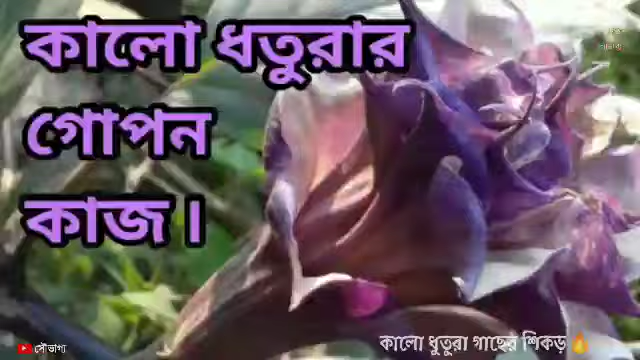 কালো ধতুরার
গোপন
কাজ।
কালো ধুতুরা গাছের শিকড়
সৌভাগ্য